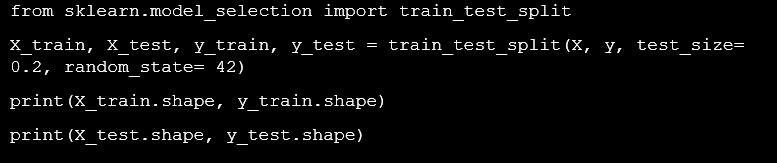 from sklearn.model_selection import train_test_split
X_train, X_test, y_train, y_test = train_test_split(X, y, test_size=
0.2, random_state= 42)
print(X_train.shape, y_train.shape)
print(X_test.shape, y_test.shape)